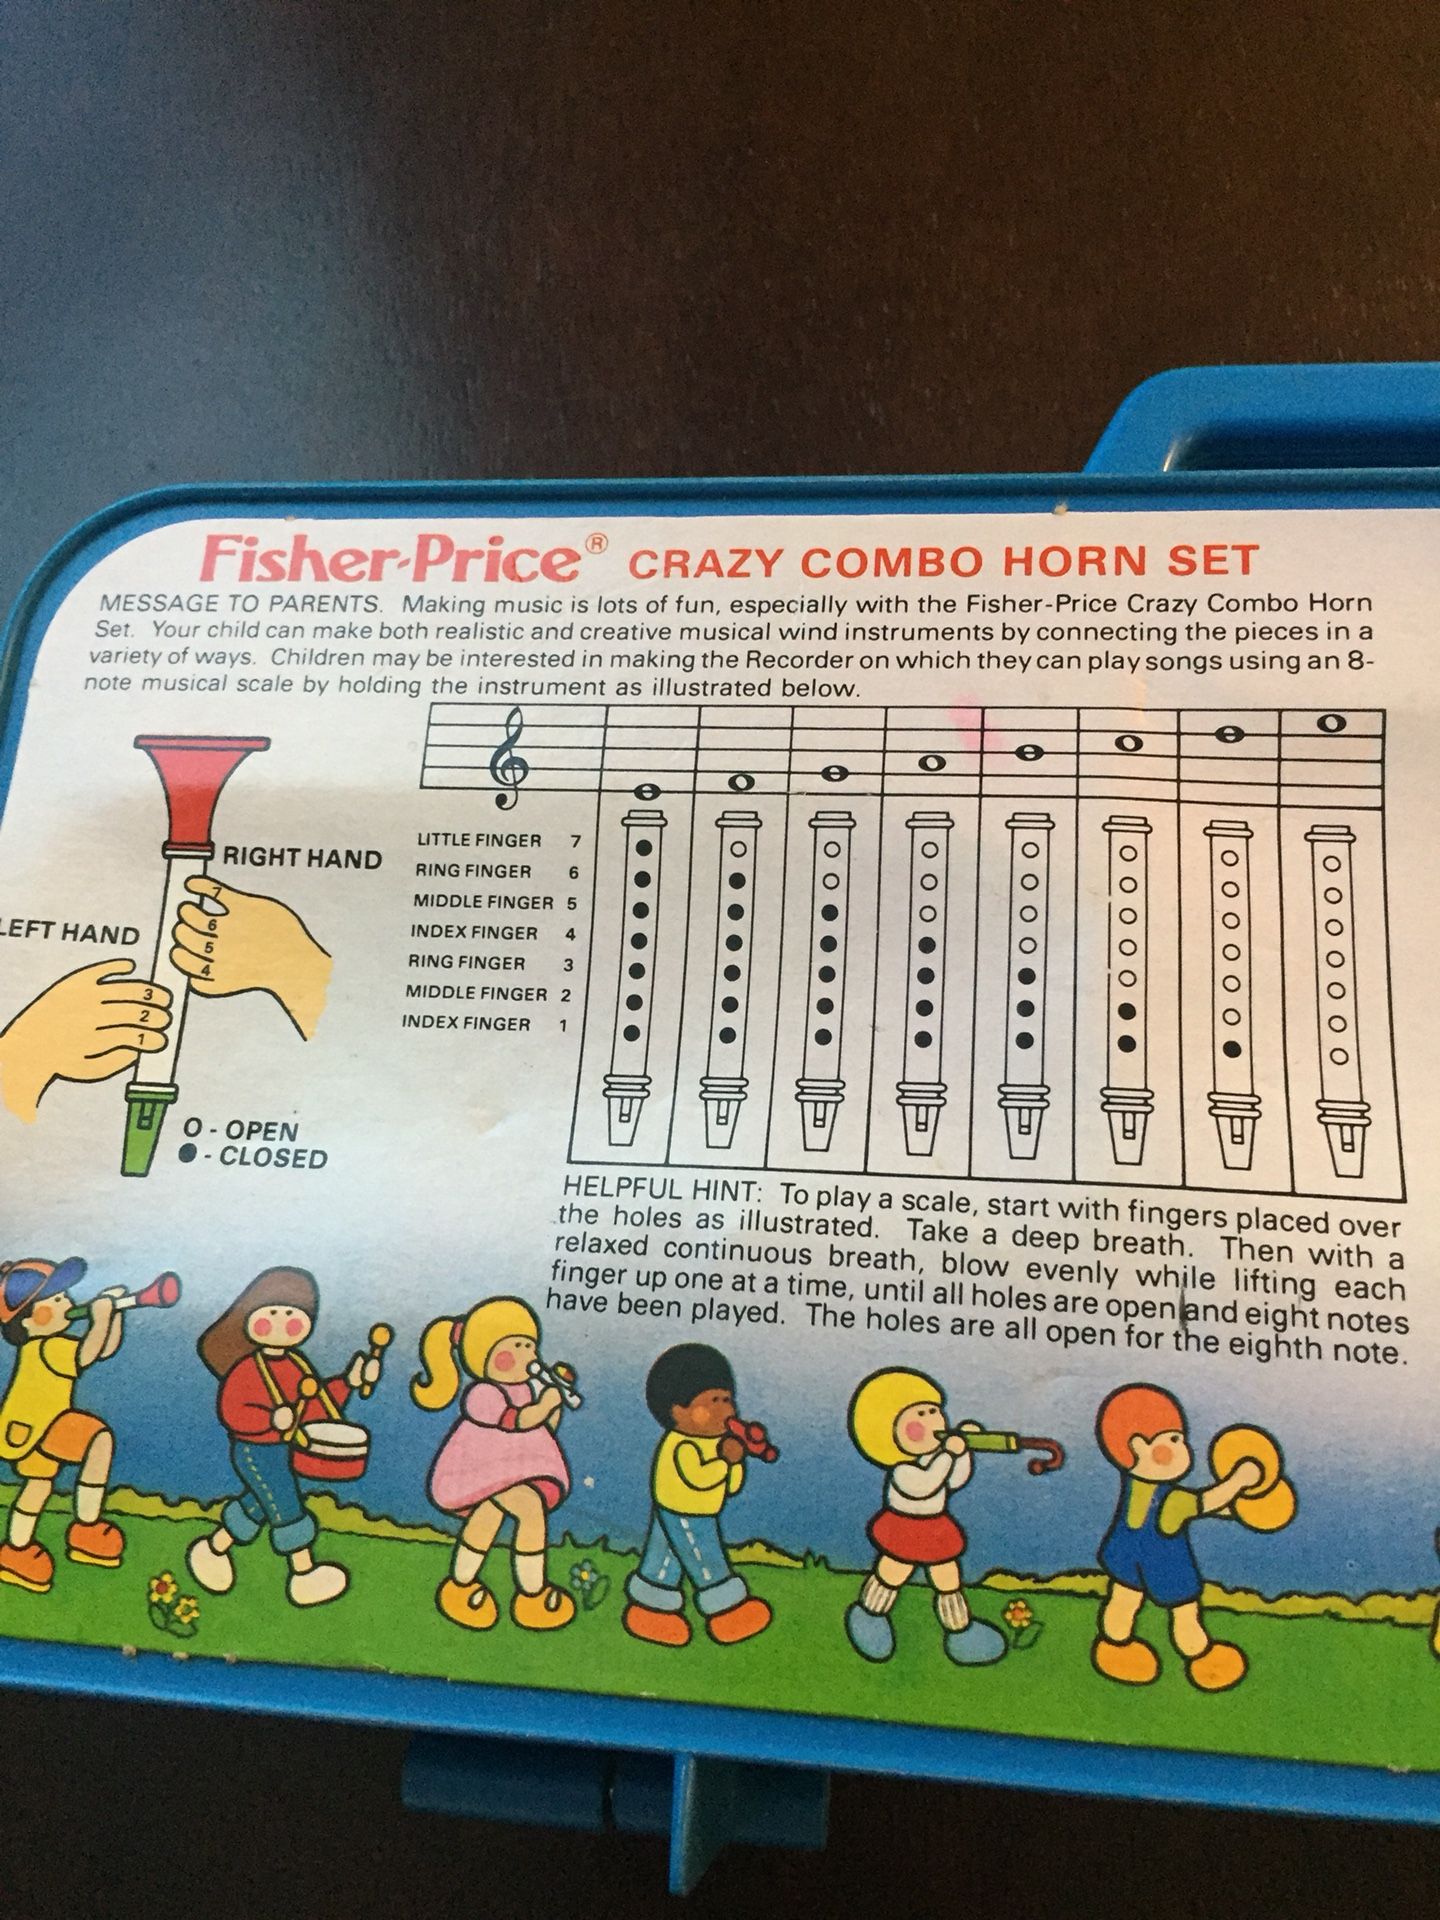 Fisher-Price® CRAZY COMBO HORN SET
MESSAGE TO PARENTS. Making music is lots of fun, especially with the Fisher-Price Crazy Combo Horn
Set. Your child can make both realistic and creative musical wind instruments by connecting the pieces in a
variety of ways. Children may be interested in making the Recorder on which they can play songs using an 8-
note musical scale by holding the instrument as illustrated below.
RIGHT HAND
7
6
5
4
LEFT HAND
3
2
1
O - OPEN
● - CLOSED
LITTLE FINGER 7
RING FINGER 6
MIDDLE FINGER 5
INDEX FINGER 4
RING FINGER 3
MIDDLE FINGER 2
INDEX FINGER 1
HELPFUL HINT: To play a scale, start with fingers placed over
the holes as illustrated. Take a deep breath. Then with a
relaxed continuous breath, blow evenly while lifting each
finger up one at a time, until all holes are open and eight notes
have been played. The holes are all open for the eighth note.